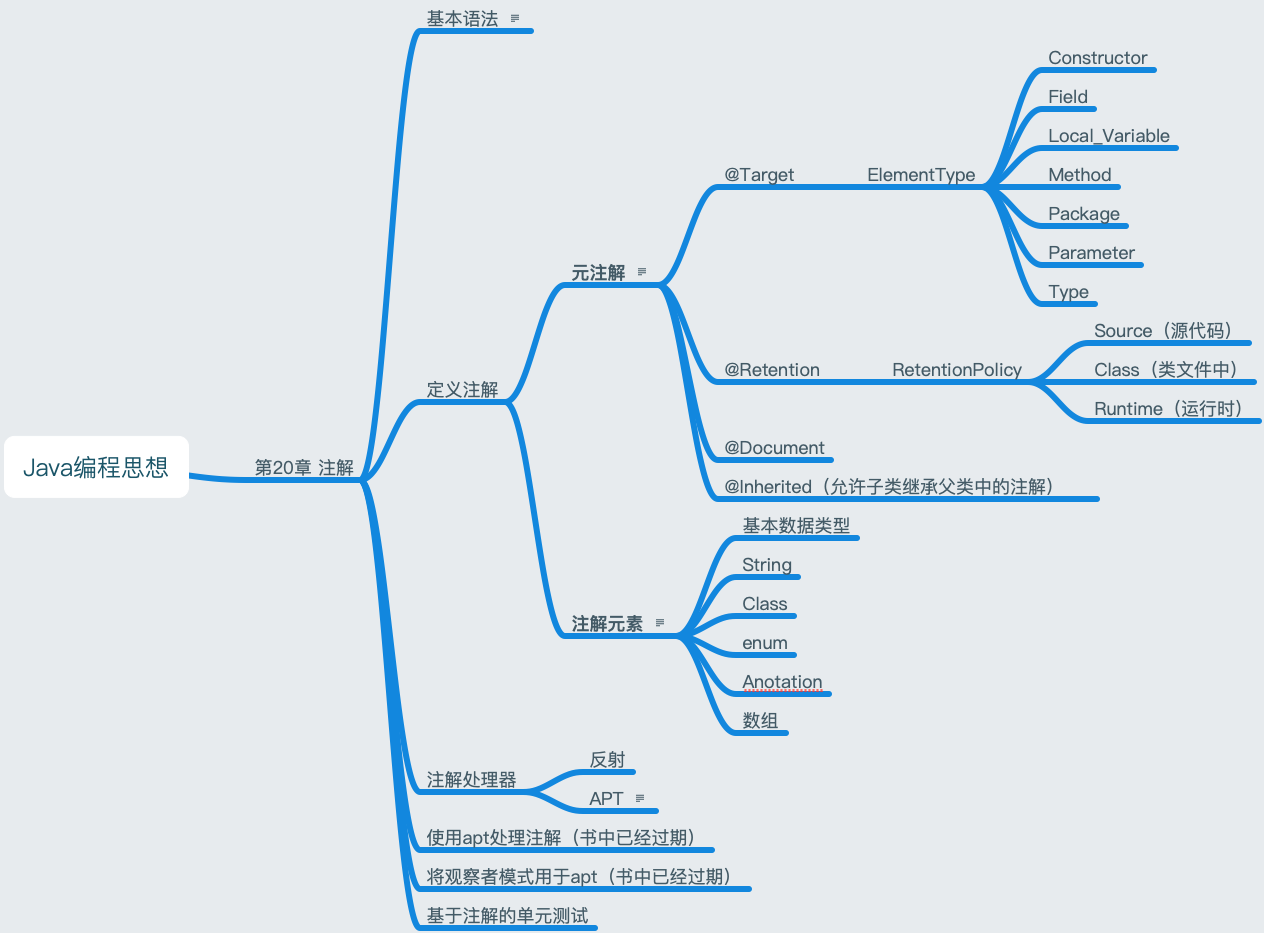 Java编程思想
第20章 注解
基本语法
定义注解
元注解
@Target
ElementType
Constructor
Field
Local_Variable
Method
Package
Parameter
Type
@Retention
RetentionPolicy
Source（源代码）
Class（类文件中）
Runtime（运行时）
@Document
@Inherited（允许子类继承父类中的注解）
注解元素
基本数据类型
String
Class
enum
Anotation
数组
注解处理器
反射
APT
使用apt处理注解（书中已经过期）
将观察者模式用于apt（书中已经过期）
基于注解的单元测试